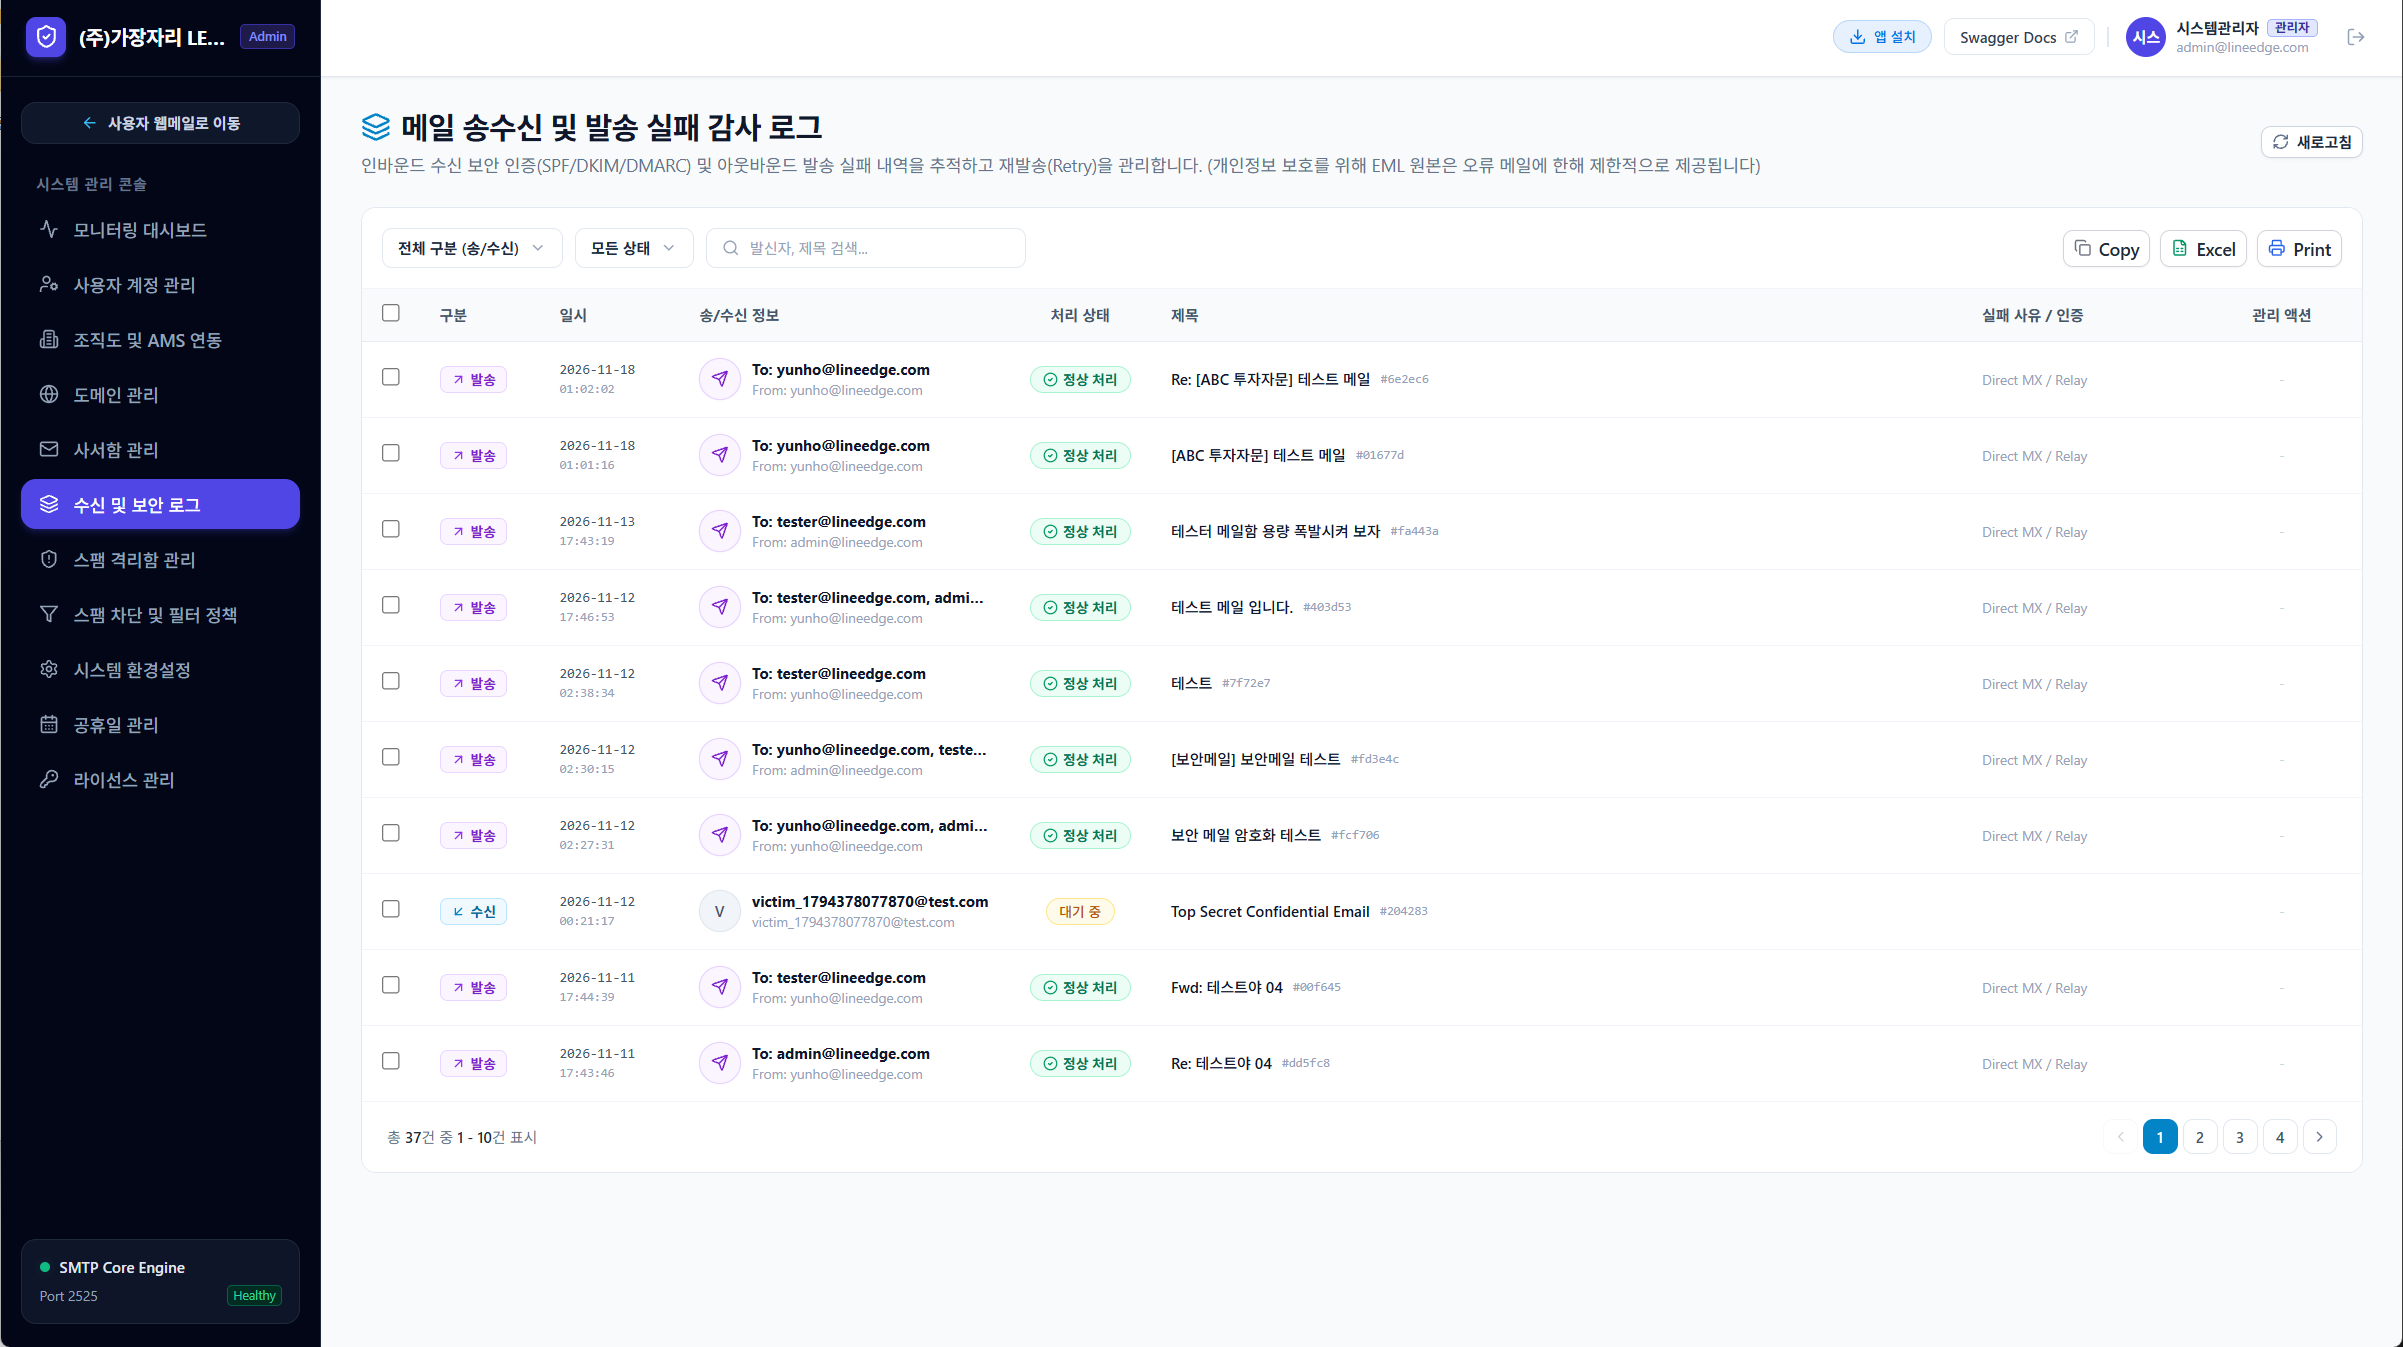 (주)가장자리 LE... Admin
사용자 웹메일로 이동
시스템 관리 콘솔
모니터링 대시보드
사용자 계정 관리
조직도 및 AMS 연동
도메인 관리
사서함 관리
수신 및 보안 로그
스팸 격리함 관리
스팸 차단 및 필터 정책
시스템 환경설정
공휴일 관리
라이선스 관리
SMTP Core Engine
Port 2525 Healthy
앱 설치 Swagger Docs 시스 시스템관리자 관리자
admin@lineedge.com
메일 송수신 및 발송 실패 감사 로그
인바운드 수신 보안 인증(SPF/DKIM/DMARC) 및 아웃바운드 발송 실패 내역을 추적하고 재발송(Retry)을 관리합니다. (개인정보 보호를 위해 EML 원본은 오류 메일에 한해 제한적으로 제공됩니다)
새로고침
전체 구분 (송/수신) 모든 상태 발신자, 제목 검색... Copy Excel Print
구분 일시 송/수신 정보 처리 상태 제목 실패 사유 / 인증 관리 액션
발송 2026-11-18 01:02:02 To: yunho@lineedge.com From: yunho@lineedge.com 정상 처리 Re: [ABC 투자자문] 테스트 메일 #6e2ec6 Direct MX / Relay -
발송 2026-11-18 01:01:16 To: yunho@lineedge.com From: yunho@lineedge.com 정상 처리 [ABC 투자자문] 테스트 메일 #01677d Direct MX / Relay -
발송 2026-11-13 17:43:19 To: tester@lineedge.com From: admin@lineedge.com 정상 처리 테스터 메일함 용량 폭발시켜 보자 #fa443a Direct MX / Relay -
발송 2026-11-12 17:46:53 To: tester@lineedge.com, admi... From: yunho@lineedge.com 정상 처리 테스트 메일 입니다. #403d53 Direct MX / Relay -
발송 2026-11-12 02:38:34 To: tester@lineedge.com From: yunho@lineedge.com 정상 처리 테스트 #7f72e7 Direct MX / Relay -
발송 2026-11-12 02:30:15 To: yunho@lineedge.com, teste... From: admin@lineedge.com 정상 처리 [보안메일] 보안메일 테스트 #fd3e4c Direct MX / Relay -
발송 2026-11-12 02:27:31 To: yunho@lineedge.com, admi... From: yunho@lineedge.com 정상 처리 보안 메일 암호화 테스트 #fcf706 Direct MX / Relay -
수신 2026-11-12 00:21:17 V victim_1794378077870@test.com victim_1794378077870@test.com 대기 중 Top Secret Confidential Email #204283 -
발송 2026-11-11 17:44:39 To: tester@lineedge.com From: yunho@lineedge.com 정상 처리 Fwd: 테스트야 04 #00f645 Direct MX / Relay -
발송 2026-11-11 17:43:46 To: admin@lineedge.com From: yunho@lineedge.com 정상 처리 Re: 테스트야 04 #dd5fc8 Direct MX / Relay -
총 37건 중 1 - 10건 표시 1 2 3 4